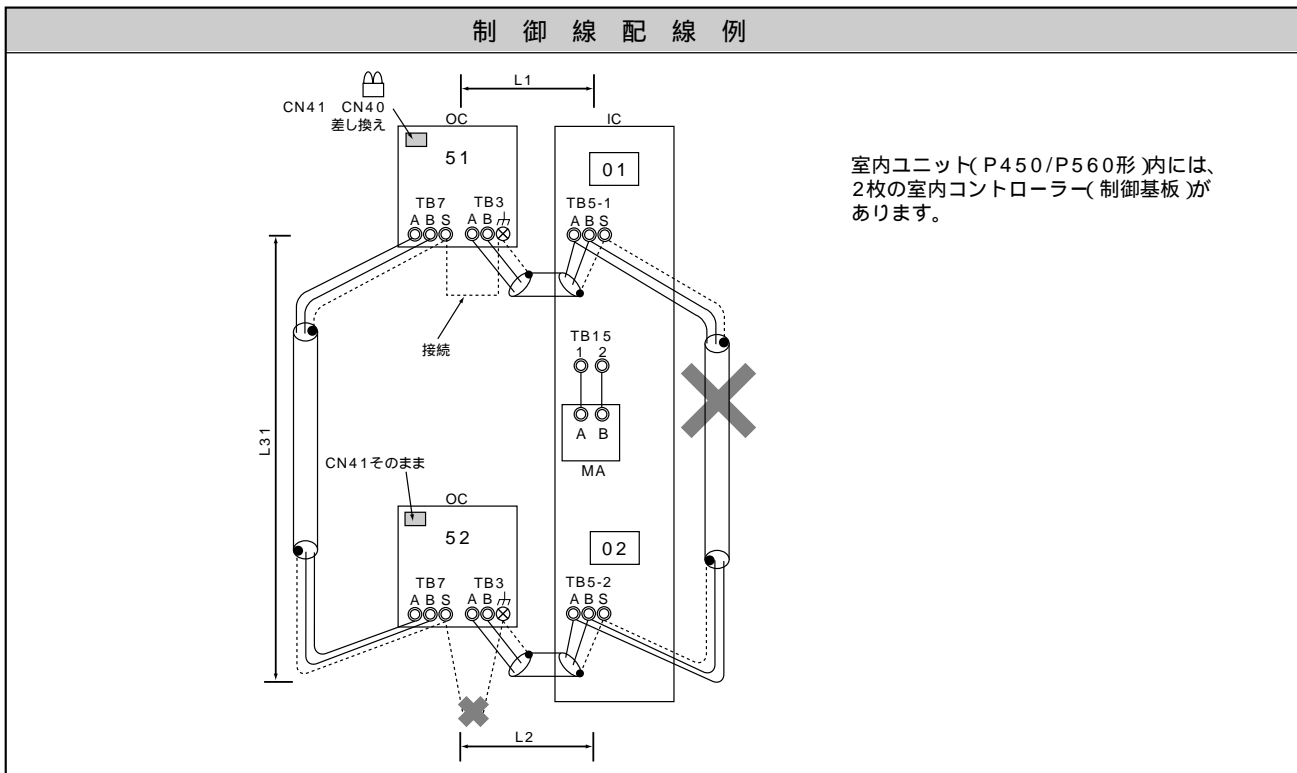 制御線配線例
L1
CN41 CN40
差し換え
OC
IC
51
01
室内ユニット(P450/P560形)内には、
2枚の室内コントローラー(制御基板)が
あります。
TB7 TB3 TB5-1
A B S A B A B S
接続
TB15
1 2
A B
MA
L31
CN41そのまま
OC
52
02
TB7 TB3 TB5-2
A B S A B A B S
L2